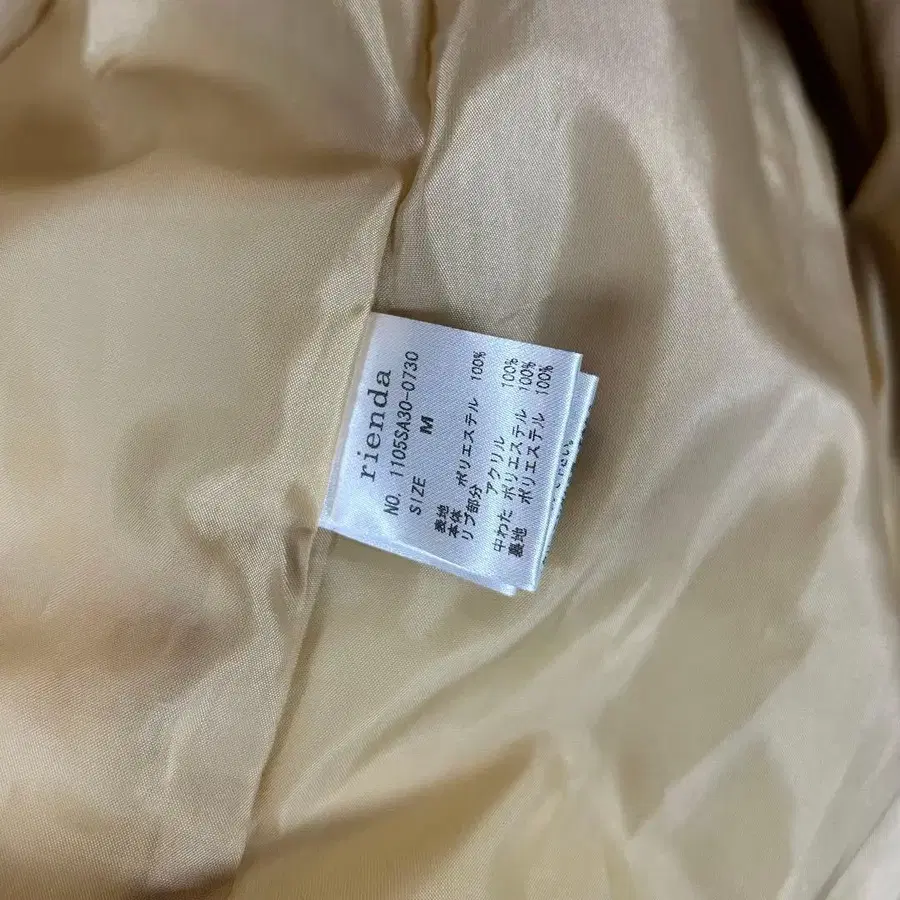 rienda
NO. 1105SA30-0730
SIZE M
表地
本体 ポリエステル 100%
リブ部分
アクリル 100%
中わた ポリエステル 100%
裏地 ポリエステル 100%